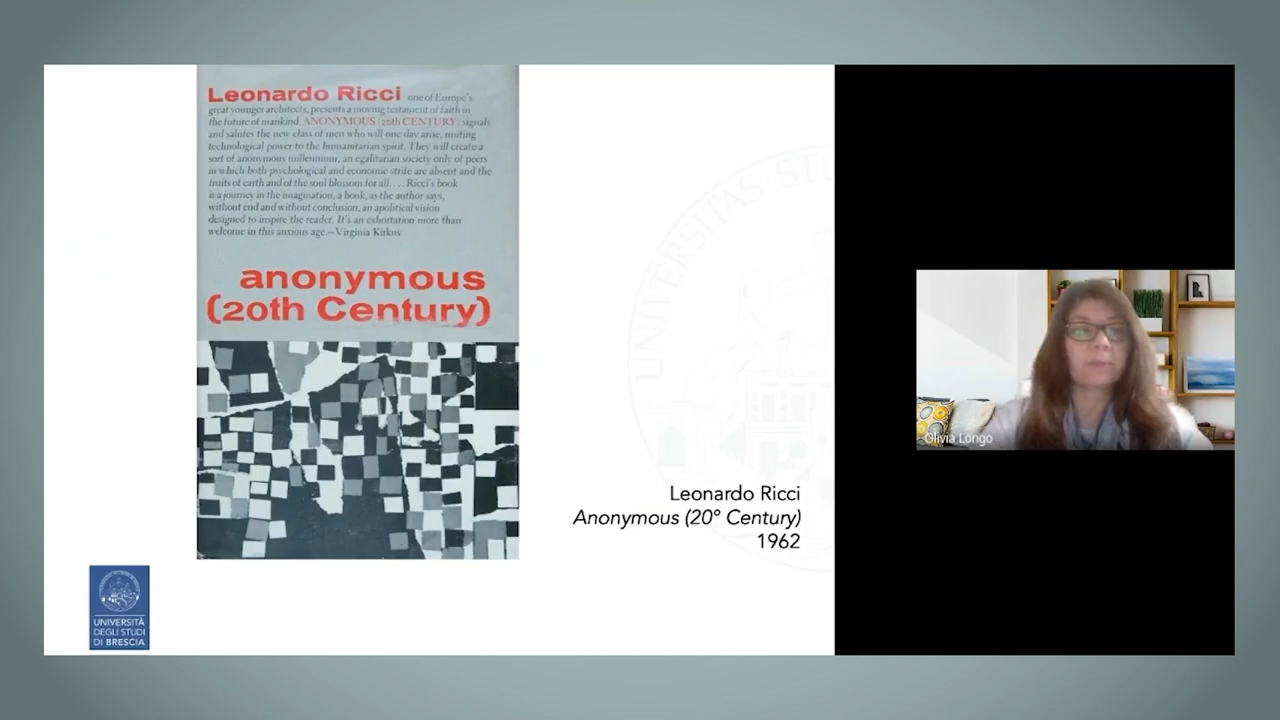 Leonardo Ricci one of Europe's
great younger architects, presents a moving testament of faith in
the future of mankind. ANONYMOUS (20th CENTURY) signals
and salutes the new class of men who will one day arise, uniting
technological power to the humanitarian spirit. They will create a
sort of anonymous millennium, an egalitarian society only of peers
in which both psychological and economic strife are absent and the
fruits of earth and of the soul blossom for all. . . . Ricci's book
is a journey in the imagination, a book, as the author says,
without end and without conclusion, an apolitical vision
designed to inspire the reader. It's an exhortation more than
welcome in this anxious age.—Virginia Kirkus
anonymous
(20th Century)
Leonardo Ricci
Anonymous (20° Century)
1962
UNIVERSITÀ
DEGLI STUDI
DI BRESCIA
UNIVERSITAS STU
Olivia Longo